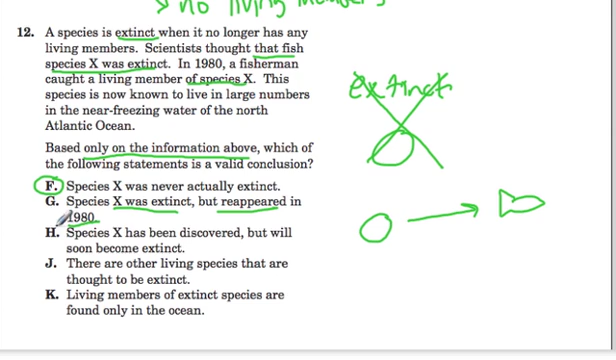 no living members
12. A species is extinct when it no longer has any
living members. Scientists thought that fish
species X was extinct. In 1980, a fisherman
caught a living member of species X. This
species is now known to live in large numbers
in the near-freezing water of the north
Atlantic Ocean.
extinct
Based only on the information above, which of
the following statements is a valid conclusion?
F. Species X was never actually extinct.
G. Species X was extinct, but reappeared in
1980.
H. Species X has been discovered, but will
soon become extinct.
J. There are other living species that are
thought to be extinct.
K. Living members of extinct species are
found only in the ocean.